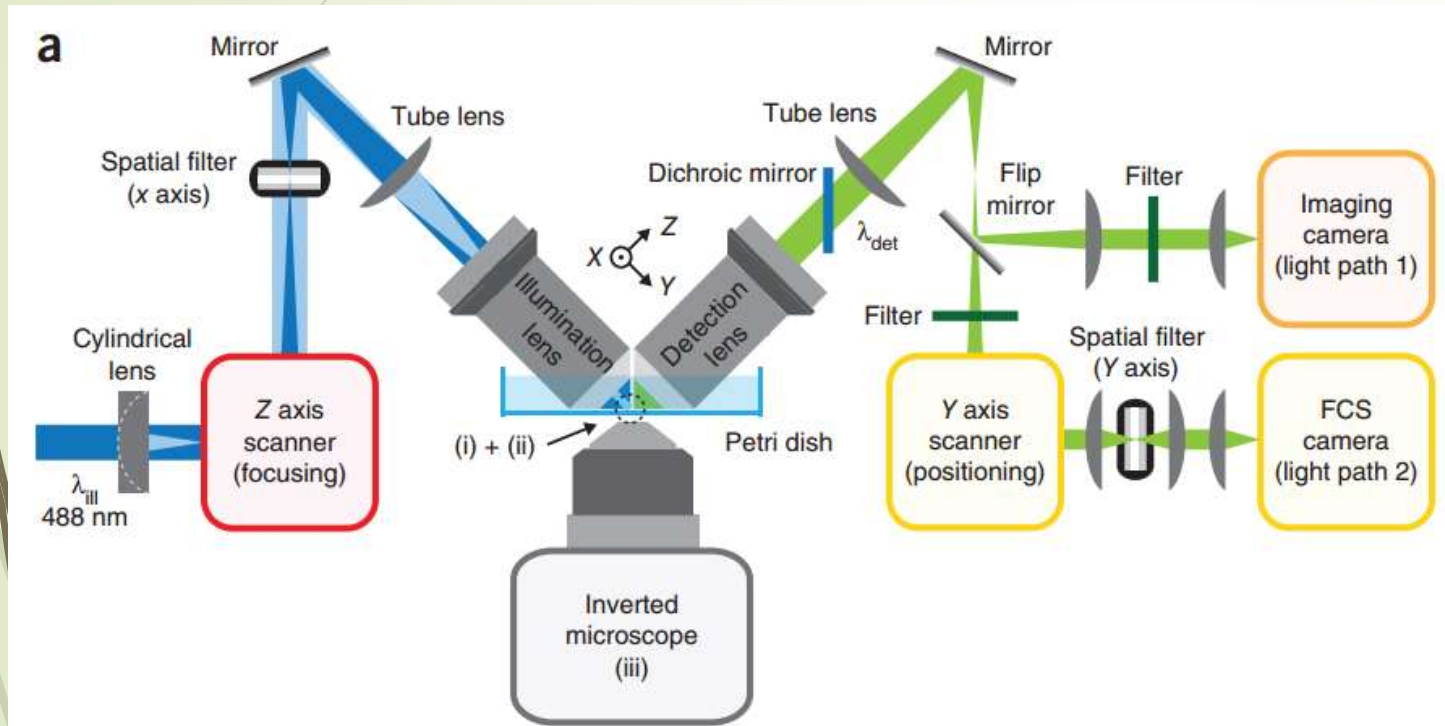 a
Mirror
Mirror
Tube lens
Tube lens
Spatial filter
(x axis)
Dichroic mirror
λdet
Flip
mirror
Filter
Imaging
camera
(light path 1)
X
Z
Y
Illumination
lens
Detection
lens
Filter
Cylindrical
lens
Z axis
scanner
(focusing)
λill
488 nm
(i) + (ii)
Petri dish
Y axis
scanner
(positioning)
Spatial filter
(Y axis)
FCS
camera
(light path 2)
Inverted
microscope
(iii)